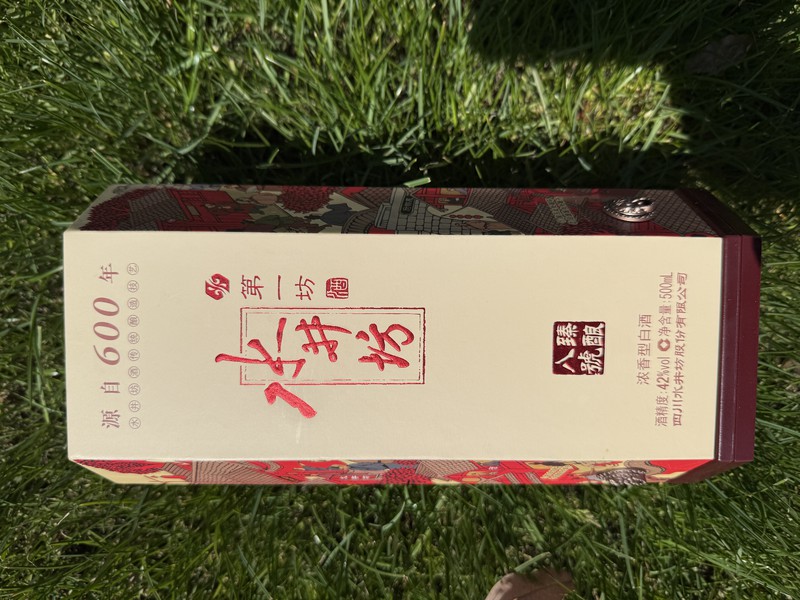 源自600年
水井坊酒传统酿造技艺
第一坊
酒
水井坊
臻酿
八號
浓香型白酒
酒精度:42%vol 净含量:500mL
四川水井坊股份有限公司